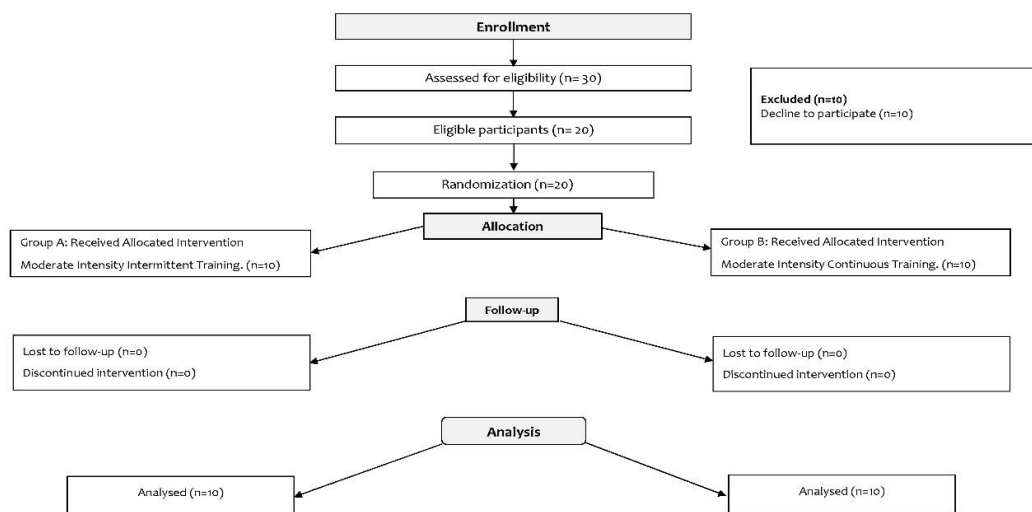 Enrollment
Assessed for eligibility (n= 30)
Excluded (n=10)
Decline to participate (n=10)
Eligible participants (n= 20)
Randomization (n=20)
Allocation
Group A: Received Allocated Intervention
Moderate Intensity Intermittent Training. (n=10)
Group B: Received Allocated Intervention
Moderate Intensity Continuous Training. (n=10)
Follow-up
Lost to follow-up (n=0)
Discontinued intervention (n=0)
Lost to follow-up (n=0)
Discontinued intervention (n=0)
Analysis
Analysed (n=10)
Analysed (n=10)